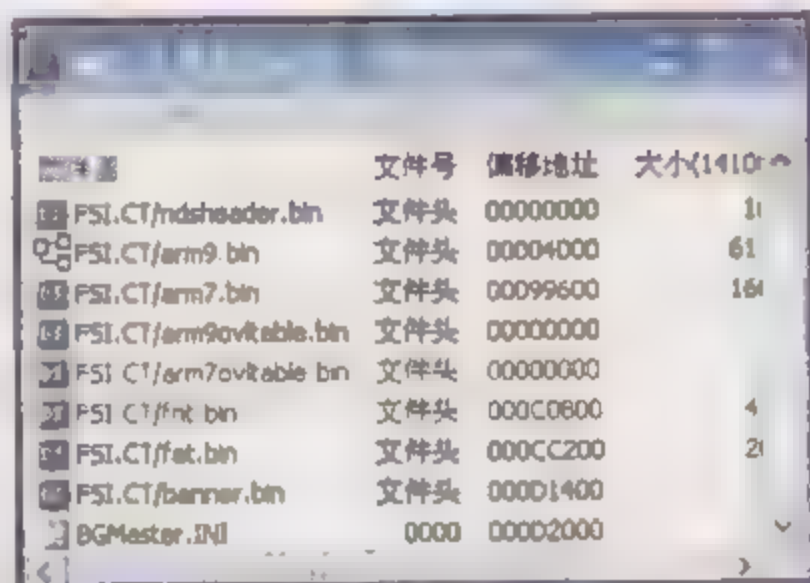 文件号 偏移地址 大小(1410
FSI.CT/ndsheader.bin 文件头 00000000
FSI.CT/arm9.bin 文件头 00004000 61
FSI.CT/arm7.bin 文件头 00099600 16
FSI.CT/arm9ovltable.bin 文件头 00000000
FSI.CT/arm7ovltable.bin 文件头 00000000
FSI.CT/fnt.bin 文件头 000C0800 4
FSI.CT/fat.bin 文件头 000CC200 2
FSI.CT/banner.bin 文件头 000D1400
BGMaster.INI 0000 000D2000